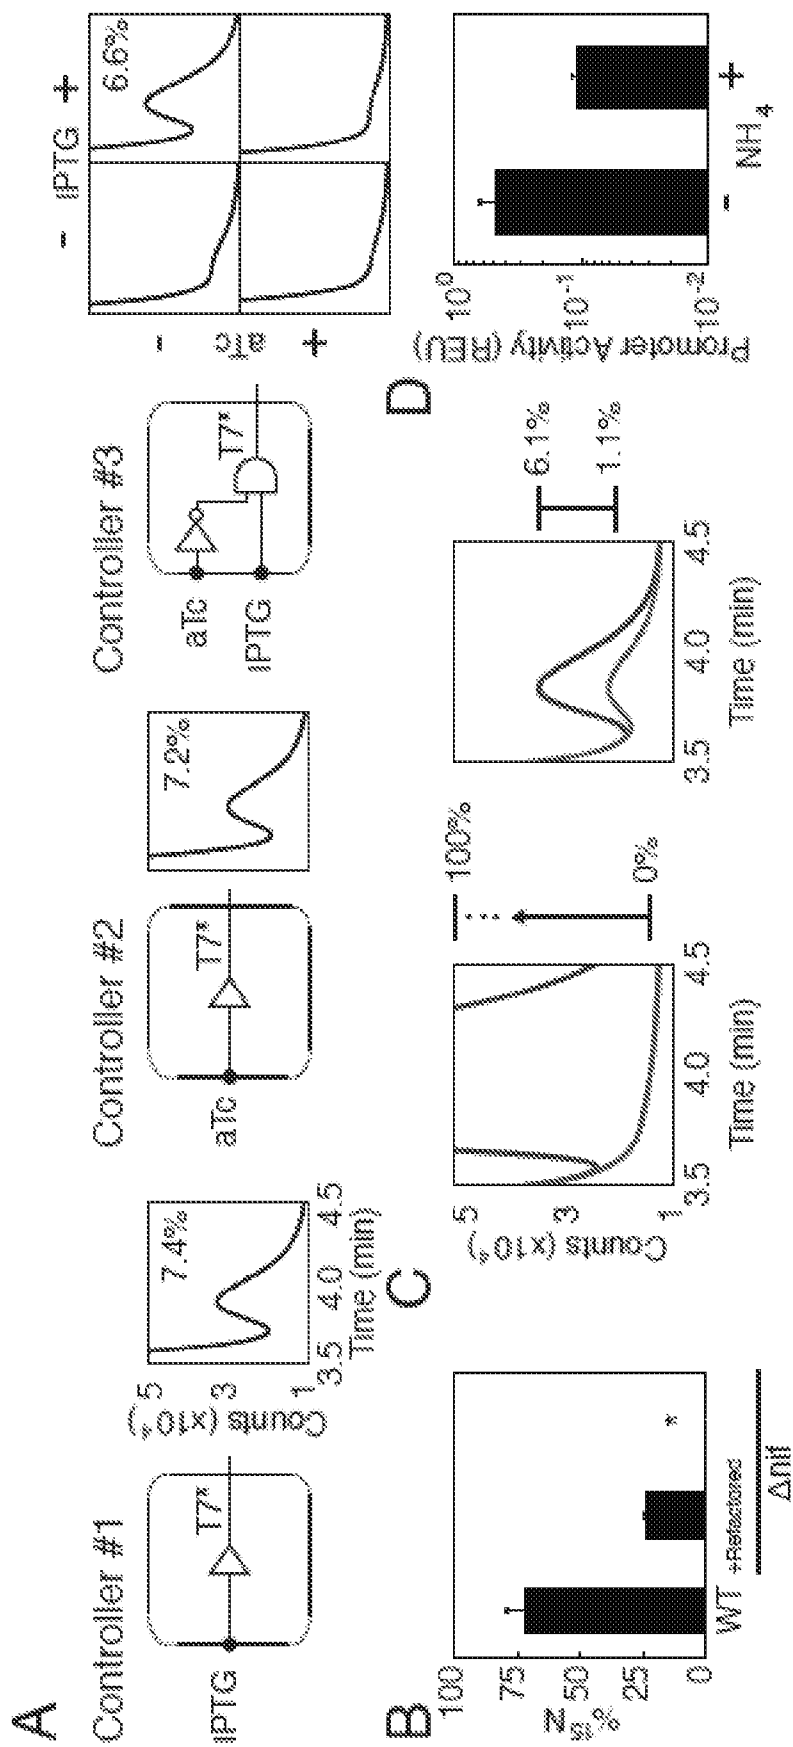 A
Controller #1
IPTG
T7*
Counts (x10⁴)
5
3
1
3.5
4.0
4.5
Time (min)
7.4%
Controller #2
aTc
T7*
7.2%
Controller #3
aTc
IPTG
T7*
- IPTG +
- aTc +
6.6%
B
% ¹⁵N
100
75
50
25
0
WT
+Refactored
Δnif
*
C
Counts (x10⁴)
5
3
1
3.5
4.0
4.5
Time (min)
100%
0%
3.5
4.0
4.5
Time (min)
6.1%
1.1%
D
Promoter Activity (REU)
10⁰
10⁻¹
10⁻²
- +
NH₄